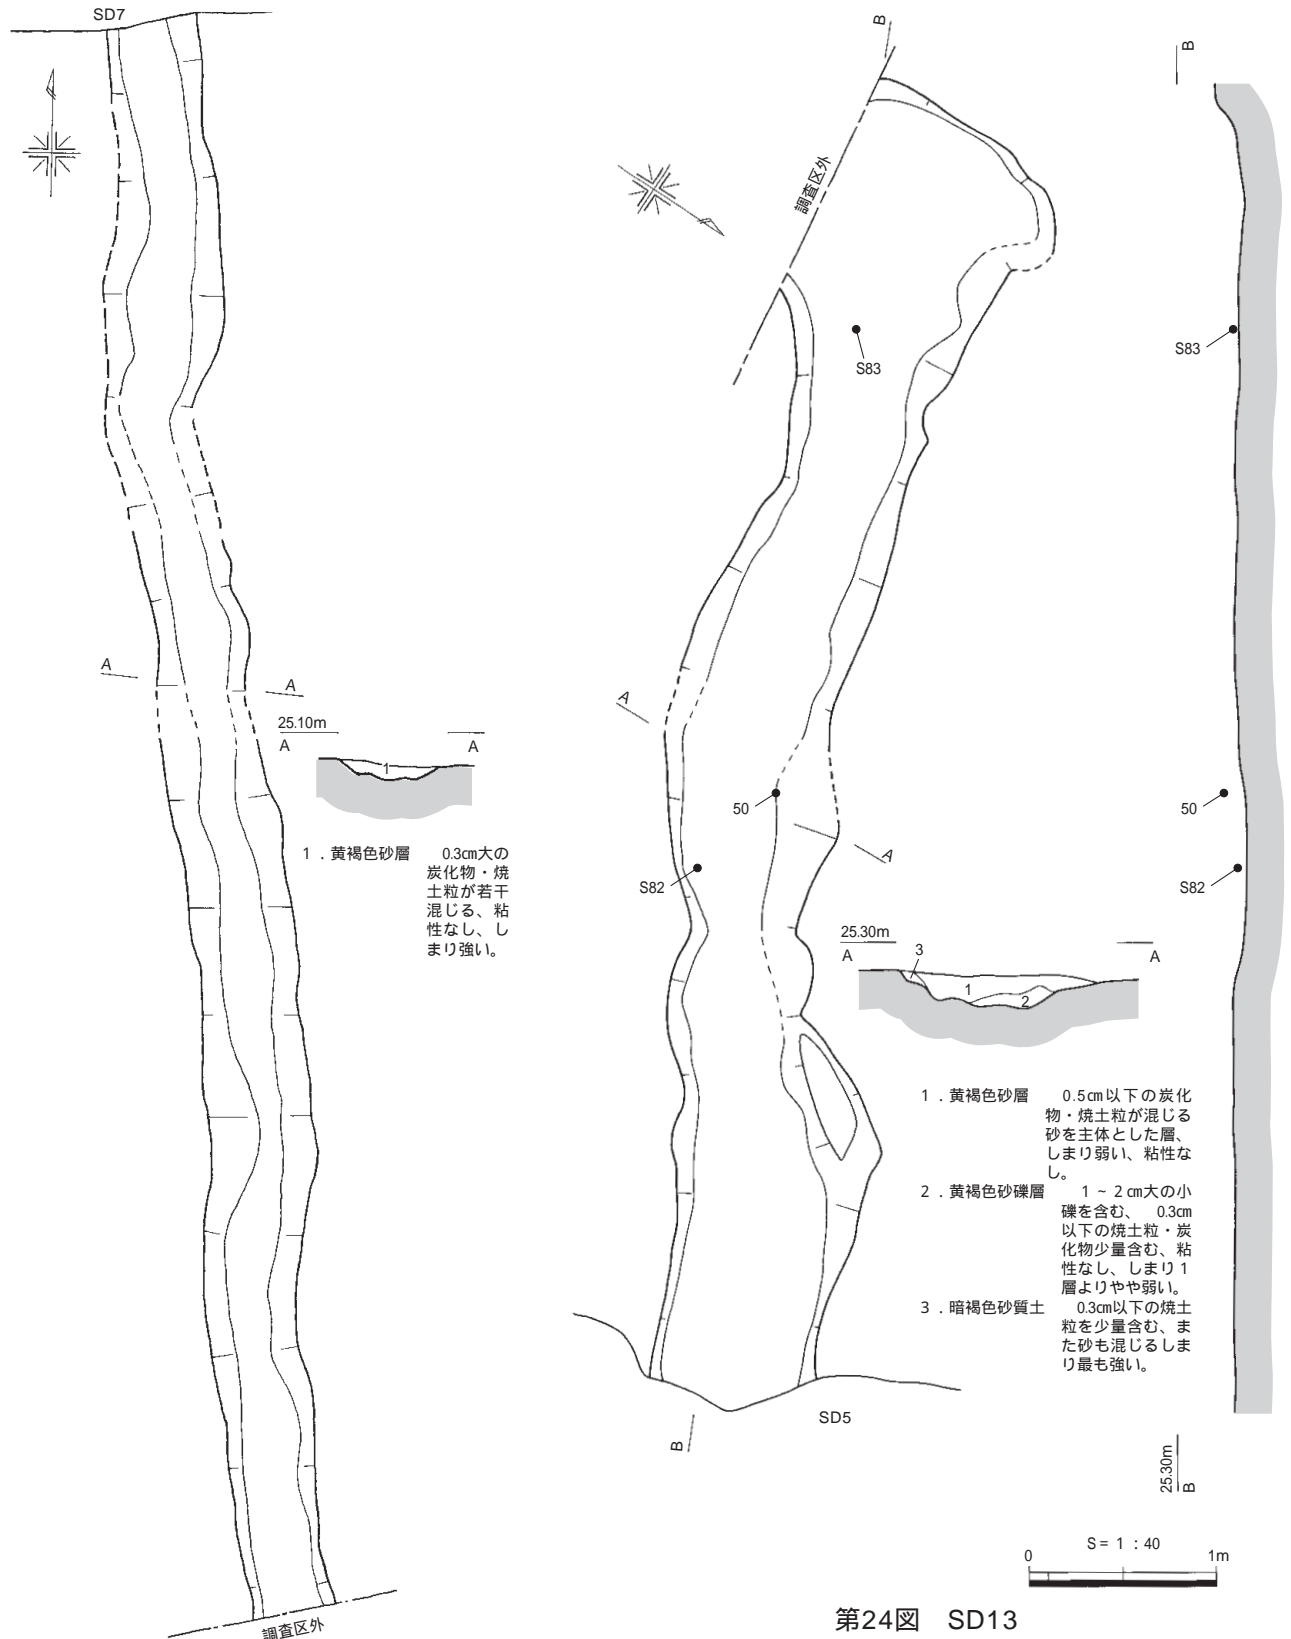 SD7
A
A
25.10m
A
A
1
1．黄褐色砂層　0.3㎝大の
炭化物・焼
土粒が若干
混じる、粘
性なし、し
まり強い。
調査区外
B
調査区外
S83
A
50
A
S82
SD5
B
25.30m
A
A
3
1
2
1．黄褐色砂層　0.5㎝以下の炭化
物・焼土粒が混じる
砂を主体とした層、
しまり弱い、粘性な
し。
2．黄褐色砂礫層　1～2㎝大の小
礫を含む、　0.3㎝
以下の焼土粒・炭
化物少量含む、粘
性なし、しまり1
層よりやや弱い。
3．暗褐色砂質土　0.3㎝以下の焼土
粒を少量含む、ま
た砂も混じるしま
り最も強い。
B
S83
50
S82
25.30m
B
S=1:40
0
1m
第24図　SD13